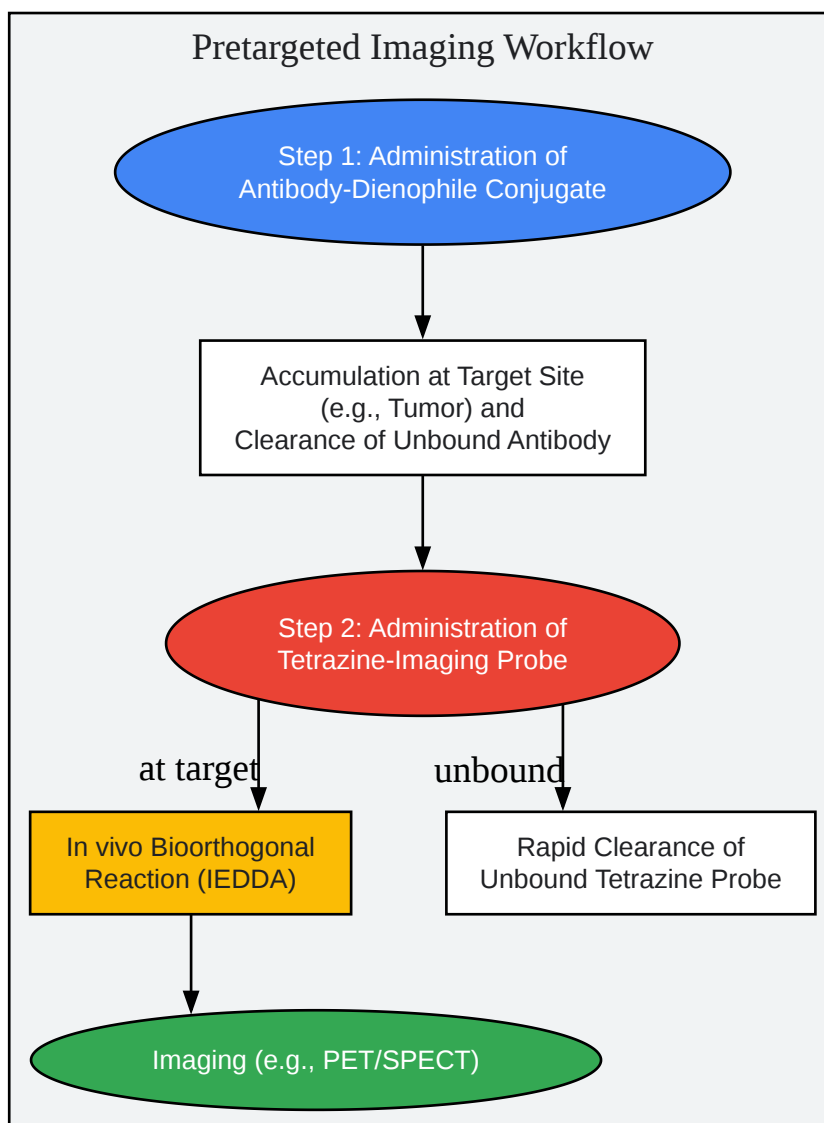 Pretargeted Imaging Workflow
Step 1: Administration of
Antibody-Dienophile Conjugate
Accumulation at Target Site
(e.g., Tumor) and
Clearance of Unbound Antibody
Step 2: Administration of
Tetrazine-Imaging Probe
at target
unbound
In vivo Bioorthogonal
Reaction (IEDDA)
Rapid Clearance of
Unbound Tetrazine Probe
Imaging (e.g., PET/SPECT)